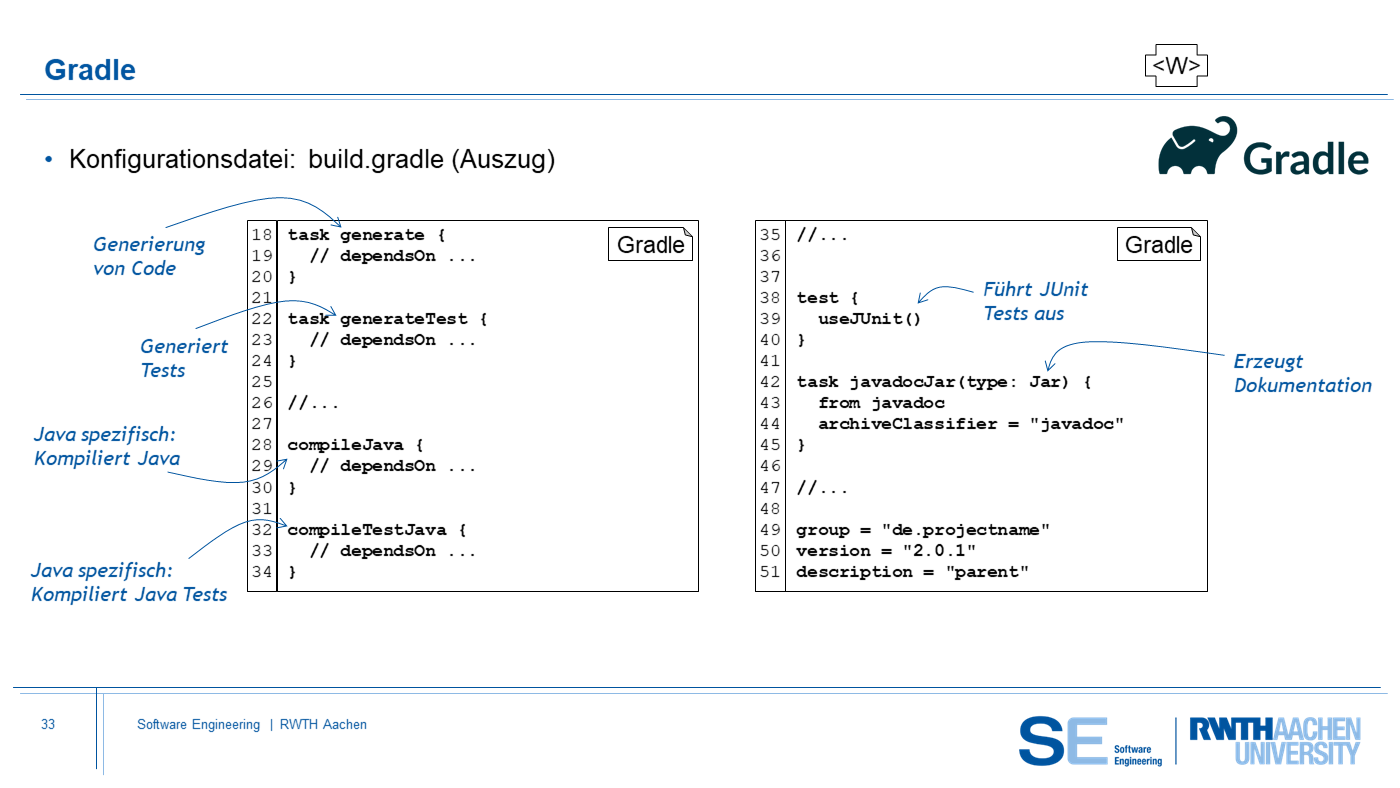 Gradle
<W>
• Konfigurationsdatei: build.gradle (Auszug)
Gradle
Generierung
von Code
Generiert
Tests
Java spezifisch:
Kompiliert Java
Java spezifisch:
Kompiliert Java Tests
Gradle
18 task generate {
19   // dependsOn ...
20 }
21
22 task generateTest {
23   // dependsOn ...
24 }
25
26 //...
27
28 compileJava {
29   // dependsOn ...
30 }
31
32 compileTestJava {
33   // dependsOn ...
34 }
Gradle
35 //...
36
37
38 test {
39   useJUnit()
40 }
41
42 task javadocJar(type: Jar) {
43   from javadoc
44   archiveClassifier = "javadoc"
45 }
46
47 //...
48
49 group = "de.projectname"
50 version = "2.0.1"
51 description = "parent"
Führt JUnit
Tests aus
Erzeugt
Dokumentation
33
Software Engineering | RWTH Aachen
SE Software
Engineering
RWTH AACHEN
UNIVERSITY